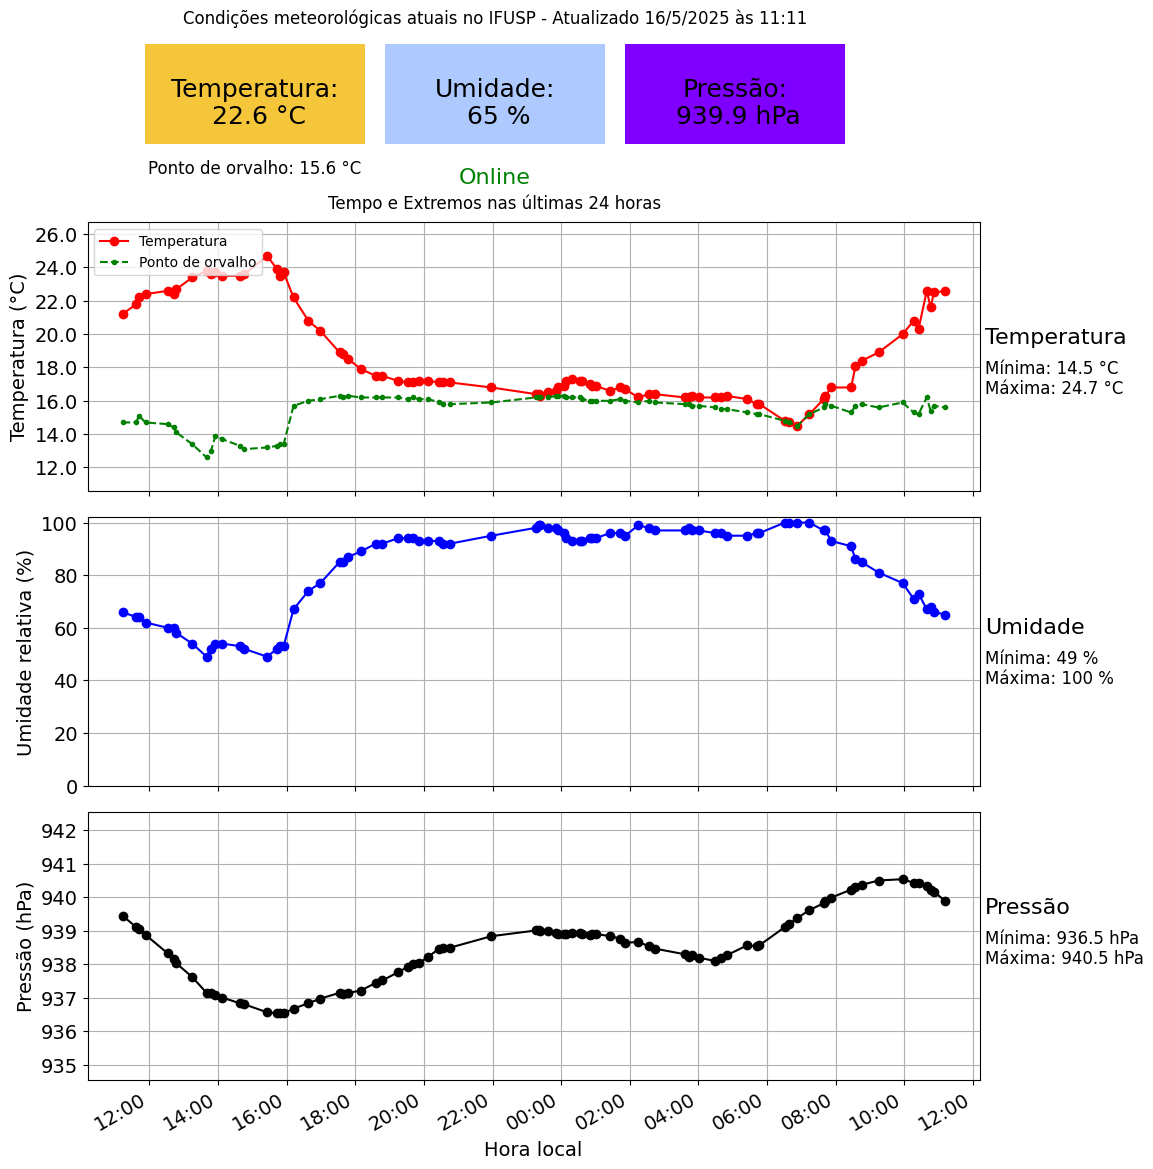 Condições meteorológicas atuais no IFUSP - Atualizado 16/5/2025 às 11:11
Temperatura:
22.6 °C
Umidade:
65 %
Pressão:
939.9 hPa
Ponto de orvalho: 15.6 °C
Online
Tempo e Extremos nas últimas 24 horas
Temperatura (°C)
26.0
24.0
22.0
20.0
18.0
16.0
14.0
12.0
Temperatura
Ponto de orvalho
Temperatura
Mínima: 14.5 °C
Máxima: 24.7 °C
Umidade relativa (%)
100
80
60
40
20
0
Umidade
Mínima: 49 %
Máxima: 100 %
Pressão (hPa)
942
941
940
939
938
937
936
935
Pressão
Mínima: 936.5 hPa
Máxima: 940.5 hPa
12:00 14:00 16:00 18:00 20:00 22:00 00:00 02:00 04:00 06:00 08:00 10:00 12:00
Hora local